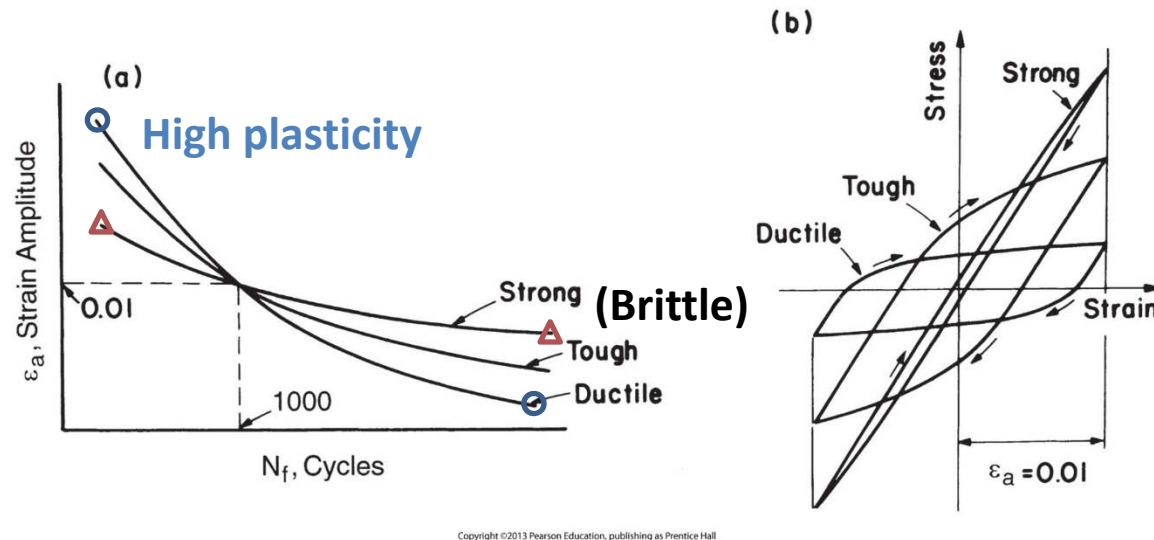 (a)
High plasticity
εa, Strain Amplitude
0.01
1000
Strong
(Brittle)
Tough
Ductile
Nf, Cycles
(b)
Stress
Strong
Tough
Ductile
Strain
εa = 0.01
Copyright ©2013 Pearson Education, publishing as Prentice Hall